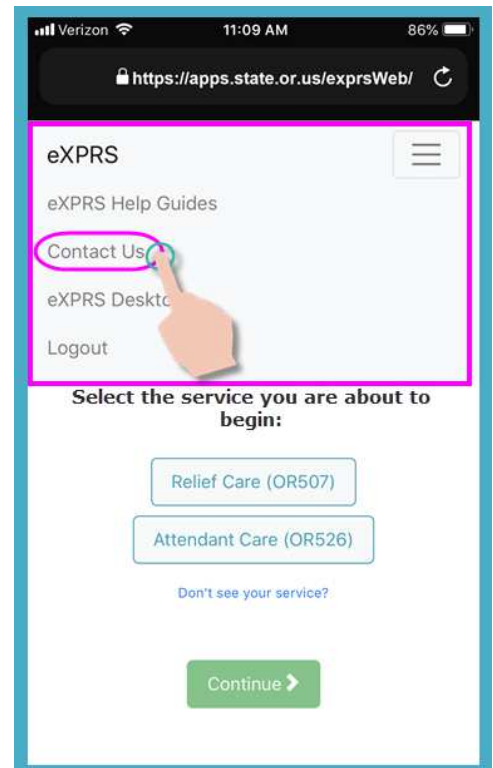 Verizon 11:09 AM 86%
https://apps.state.or.us/exprsWeb/
eXPRS
eXPRS Help Guides
Contact Us
eXPRS
Logout
Select the service you are about to
begin:
Relief Care (OR507)
Attendant Care (OR526)
Don't see your service?
Continue